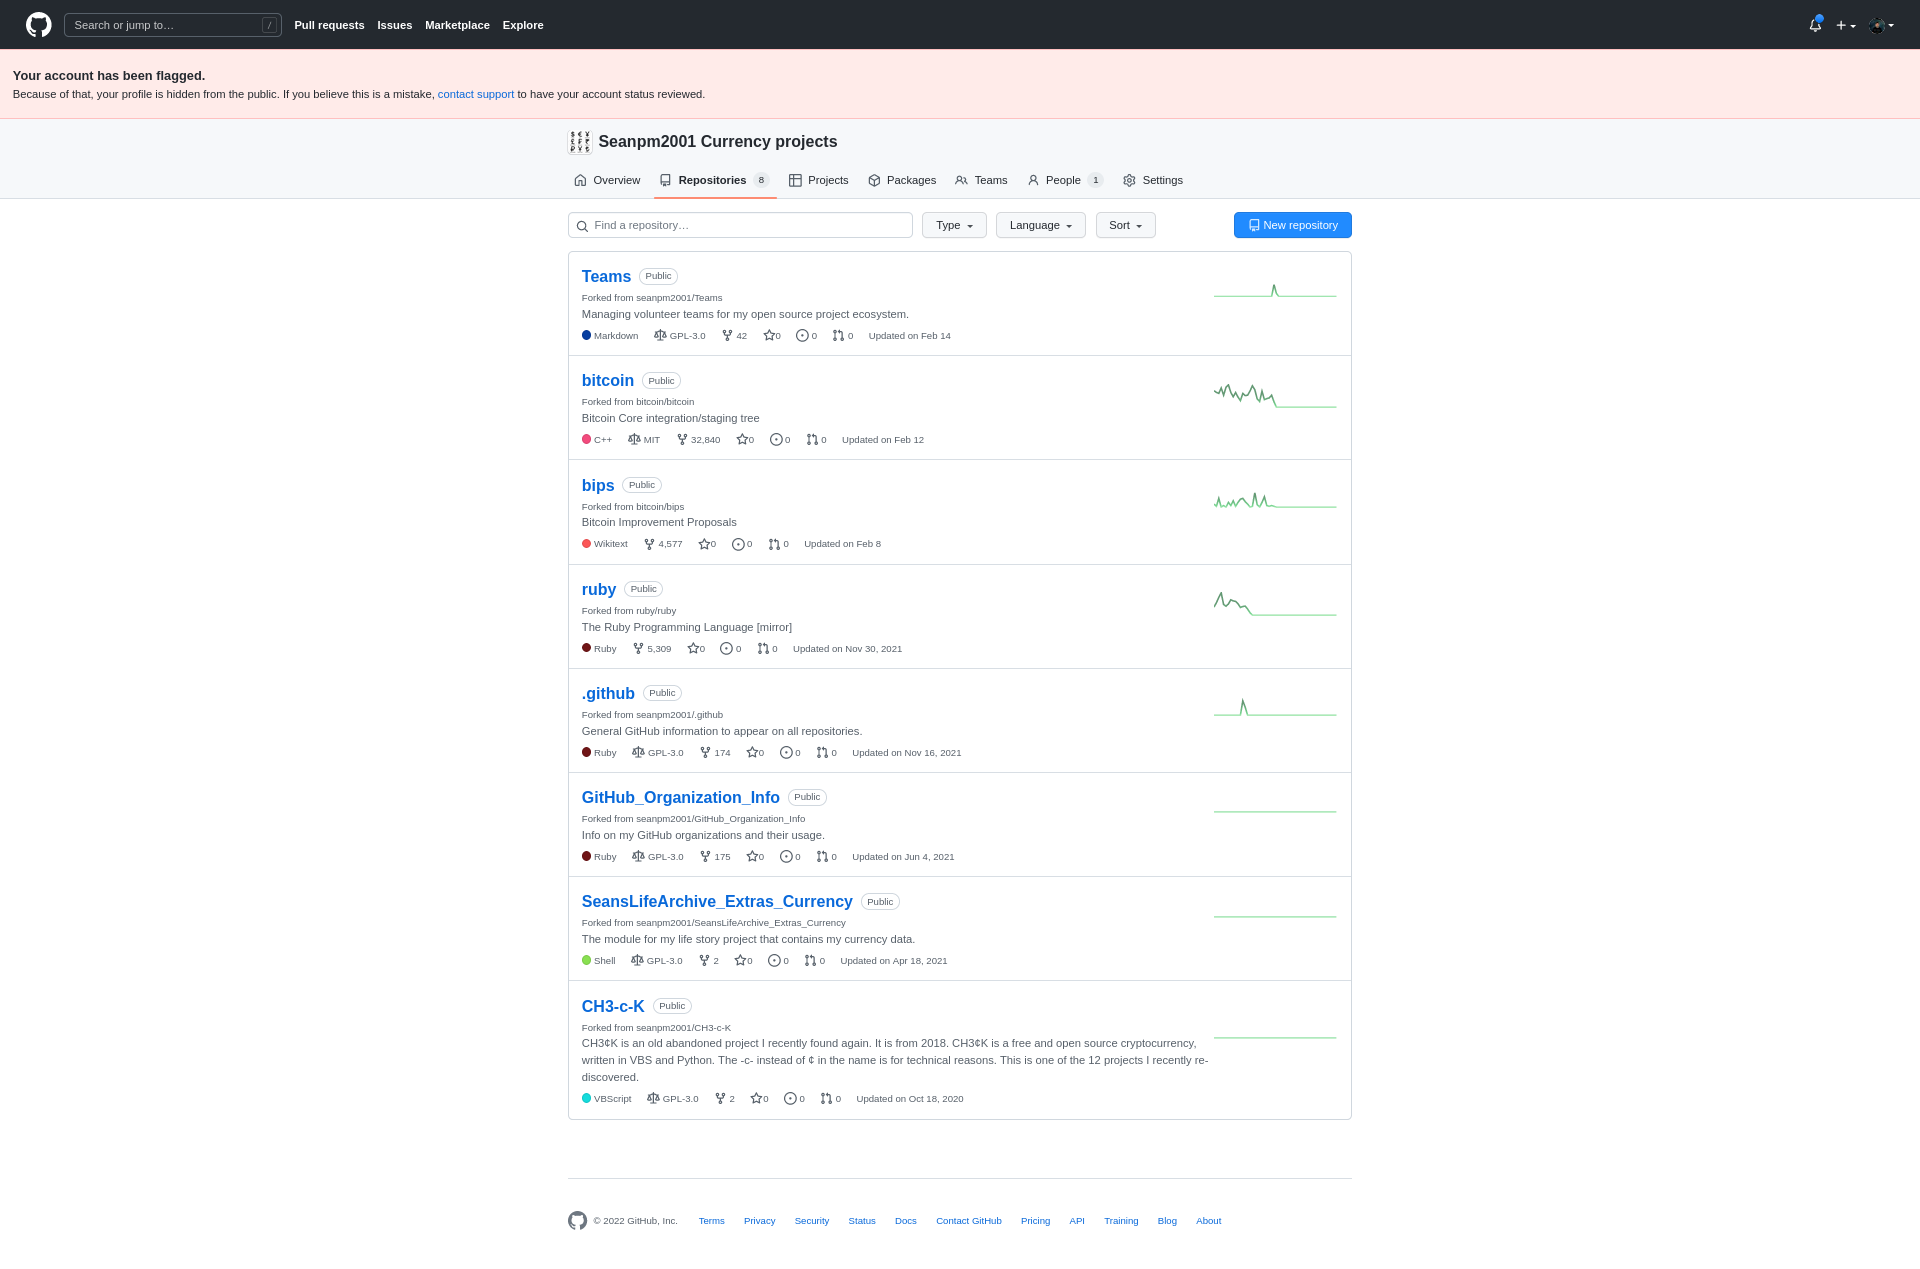 Search or jump to… /
Pull requests Issues Marketplace Explore
Your account has been flagged.
Because of that, your profile is hidden from the public. If you believe this is a mistake, contact support to have your account status reviewed.
Seanpm2001 Currency projects
Overview Repositories 8 Projects Packages Teams People 1 Settings
Find a repository… Type Language Sort New repository
Teams Public
Forked from seanpm2001/Teams
Managing volunteer teams for my open source project ecosystem.
Markdown GPL-3.0 42 0 0 0 Updated on Feb 14
bitcoin Public
Forked from bitcoin/bitcoin
Bitcoin Core integration/staging tree
C++ MIT 32,840 0 0 0 Updated on Feb 12
bips Public
Forked from bitcoin/bips
Bitcoin Improvement Proposals
Wikitext 4,577 0 0 0 Updated on Feb 8
ruby Public
Forked from ruby/ruby
The Ruby Programming Language [mirror]
Ruby 5,309 0 0 0 Updated on Nov 30, 2021
.github Public
Forked from seanpm2001/.github
General GitHub information to appear on all repositories.
Ruby GPL-3.0 174 0 0 0 Updated on Nov 16, 2021
GitHub_Organization_Info Public
Forked from seanpm2001/GitHub_Organization_Info
Info on my GitHub organizations and their usage.
Ruby GPL-3.0 175 0 0 0 Updated on Jun 4, 2021
SeansLifeArchive_Extras_Currency Public
Forked from seanpm2001/SeansLifeArchive_Extras_Currency
The module for my life story project that contains my currency data.
Shell GPL-3.0 2 0 0 0 Updated on Apr 18, 2021
CH3-c-K Public
Forked from seanpm2001/CH3-c-K
CH3¢K is an old abandoned project I recently found again. It is from 2018. CH3¢K is a free and open source cryptocurrency,
written in VBS and Python. The -c- instead of ¢ in the name is for technical reasons. This is one of the 12 projects I recently re-
discovered.
VBScript GPL-3.0 2 0 0 0 Updated on Oct 18, 2020
© 2022 GitHub, Inc. Terms Privacy Security Status Docs Contact GitHub Pricing API Training Blog About